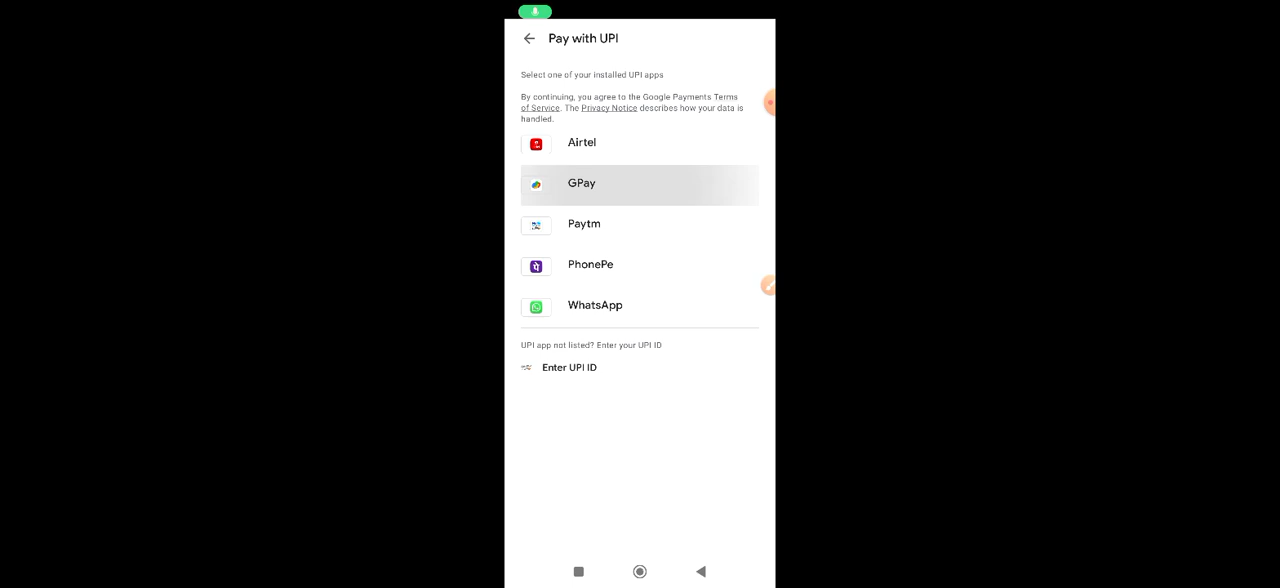 Pay with UPI
Select one of your installed UPI apps
By continuing, you agree to the Google Payments Terms
of Service. The Privacy Notice describes how your data is
handled.
Airtel
GPay
Paytm
PhonePe
WhatsApp
UPI app not listed? Enter your UPI ID
Enter UPI ID